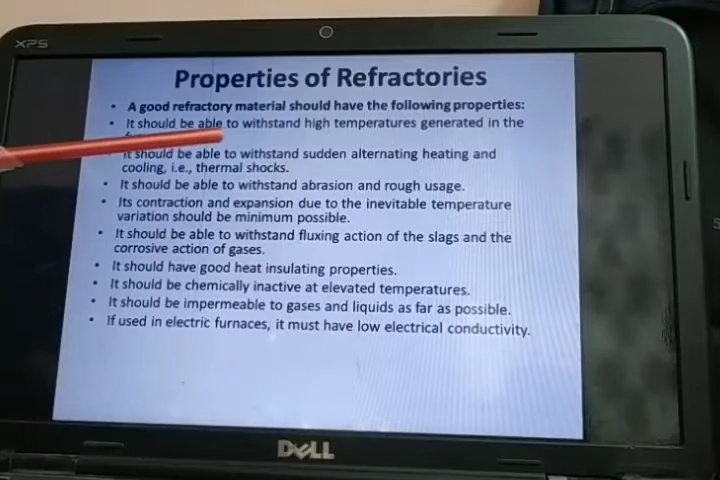 XPS
Properties of Refractories
• A good refractory material should have the following properties:
• It should be able to withstand high temperatures generated in the
It should be able to withstand sudden alternating heating and
cooling, i.e., thermal shocks.
• It should be able to withstand abrasion and rough usage.
• Its contraction and expansion due to the inevitable temperature
variation should be minimum possible.
• It should be able to withstand fluxing action of the slags and the
corrosive action of gases.
• It should have good heat insulating properties.
• It should be chemically inactive at elevated temperatures.
• It should be impermeable to gases and liquids as far as possible.
• If used in electric furnaces, it must have low electrical conductivity.
DELL